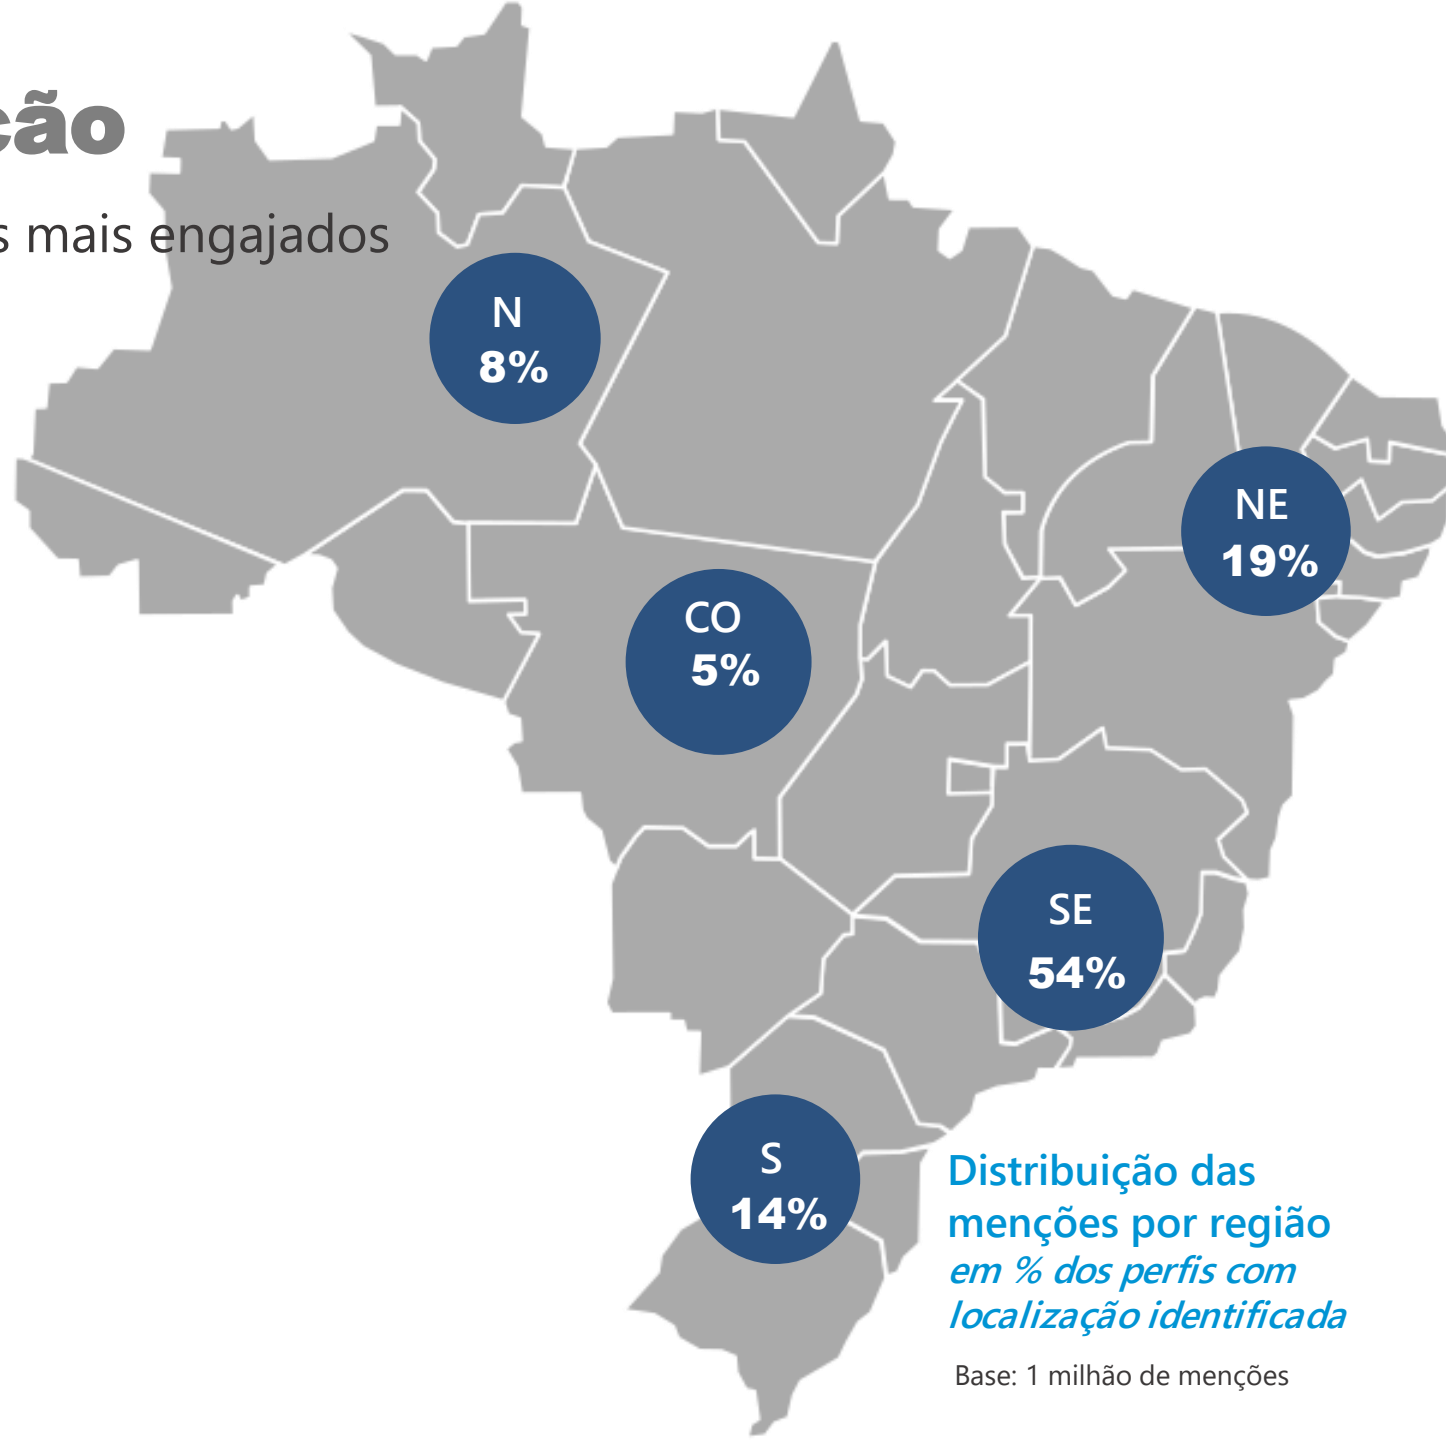 ção
s mais engajados
N
8%
NE
19%
CO
5%
SE
54%
S
14%
Distribuição das
menções por região
em % dos perfis com
localização identificada
Base: 1 milhão de menções